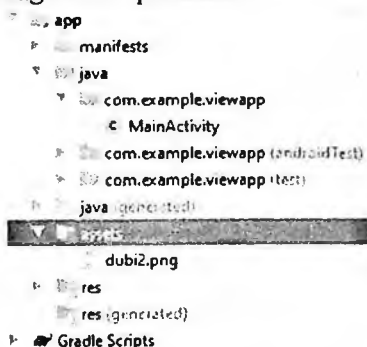 app
manifests
java
com.example.viewapp
C MainActivity
com.example.viewapp (androidTest)
com.example.viewapp (test)
java (generated)
assets
dubi2.png
res
res (generated)
Gradle Scripts